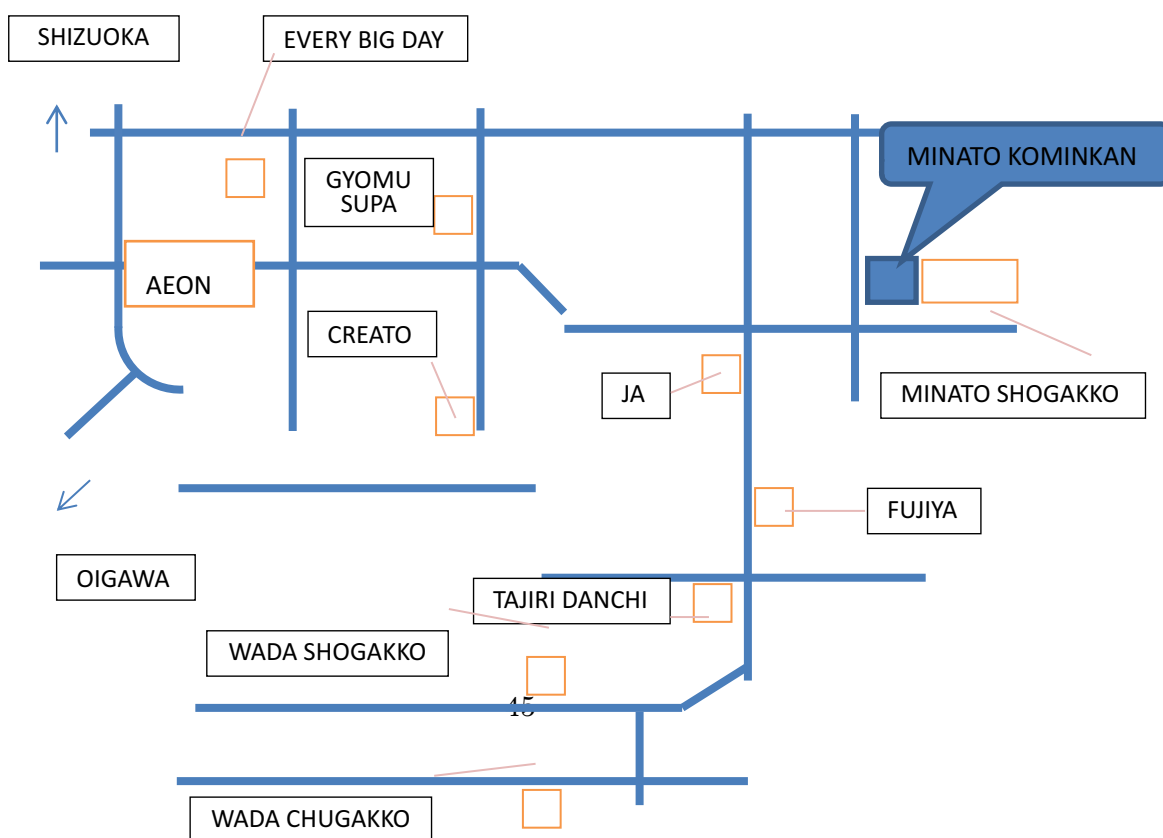 SHIZUOKA
EVERY BIG DAY
MINATO KOMINKAN
GYOMU
SUPA
AEON
CREATO
JA
MINATO SHOGAKKO
FUJIYA
OIGAWA
TAJIRI DANCHI
WADA SHOGAKKO
45
WADA CHUGAKKO